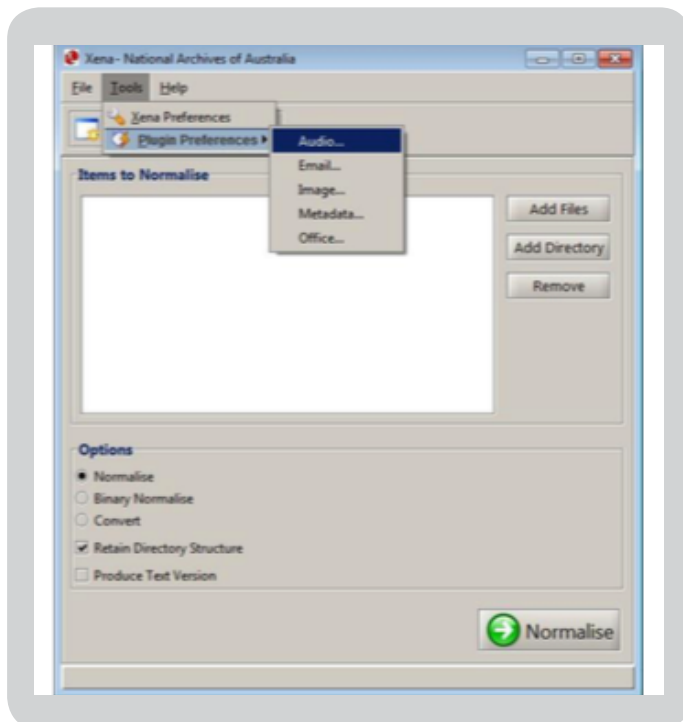 Xena- National Archives of Australia
File Tools Help
Xena Preferences
Plugin Preferences
Audio...
Email...
Image...
Metadata...
Office...
Items to Normalise
Add Files
Add Directory
Remove
Options
Normalise
Binary Normalise
Convert
Retain Directory Structure
Produce Text Version
Normalise